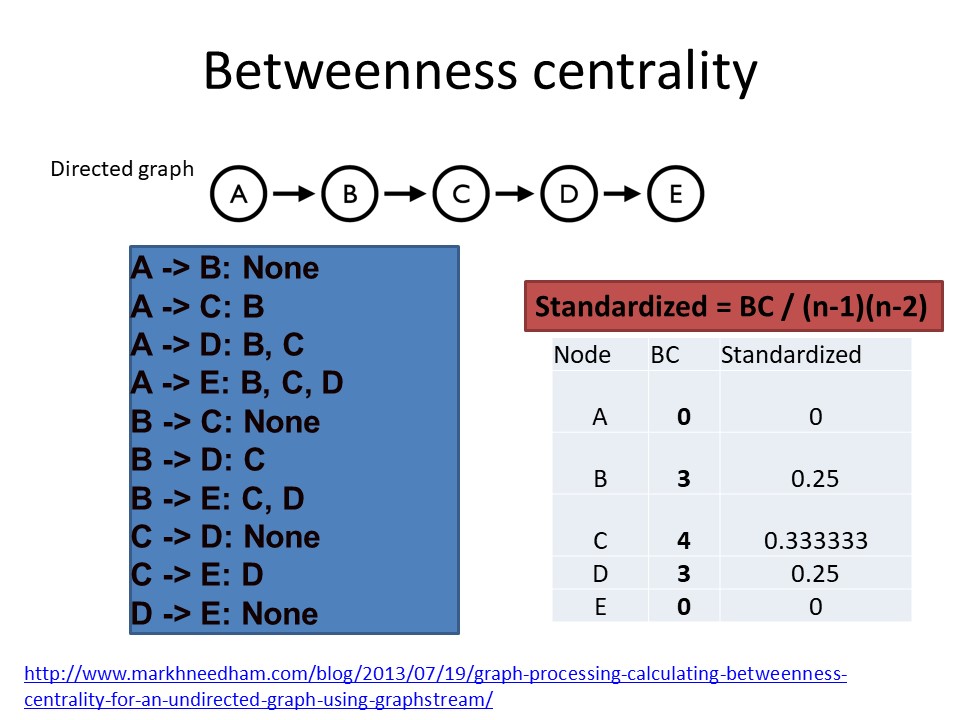 Betweenness centrality
Directed graph
A
B
C
D
E
A -> B: None
A -> C: B
A -> D: B, C
A -> E: B, C, D
B -> C: None
B -> D: C
B -> E: C, D
C -> D: None
C -> E: D
D -> E: None
Standardized = BC / (n-1)(n-2)
Node BC Standardized
A 0 0
B 3 0.25
C 4 0.333333
D 3 0.25
E 0 0
http://www.markhneedham.com/blog/2013/07/19/graph-processing-calculating-betweenness-
centrality-for-an-undirected-graph-using-graphstream/